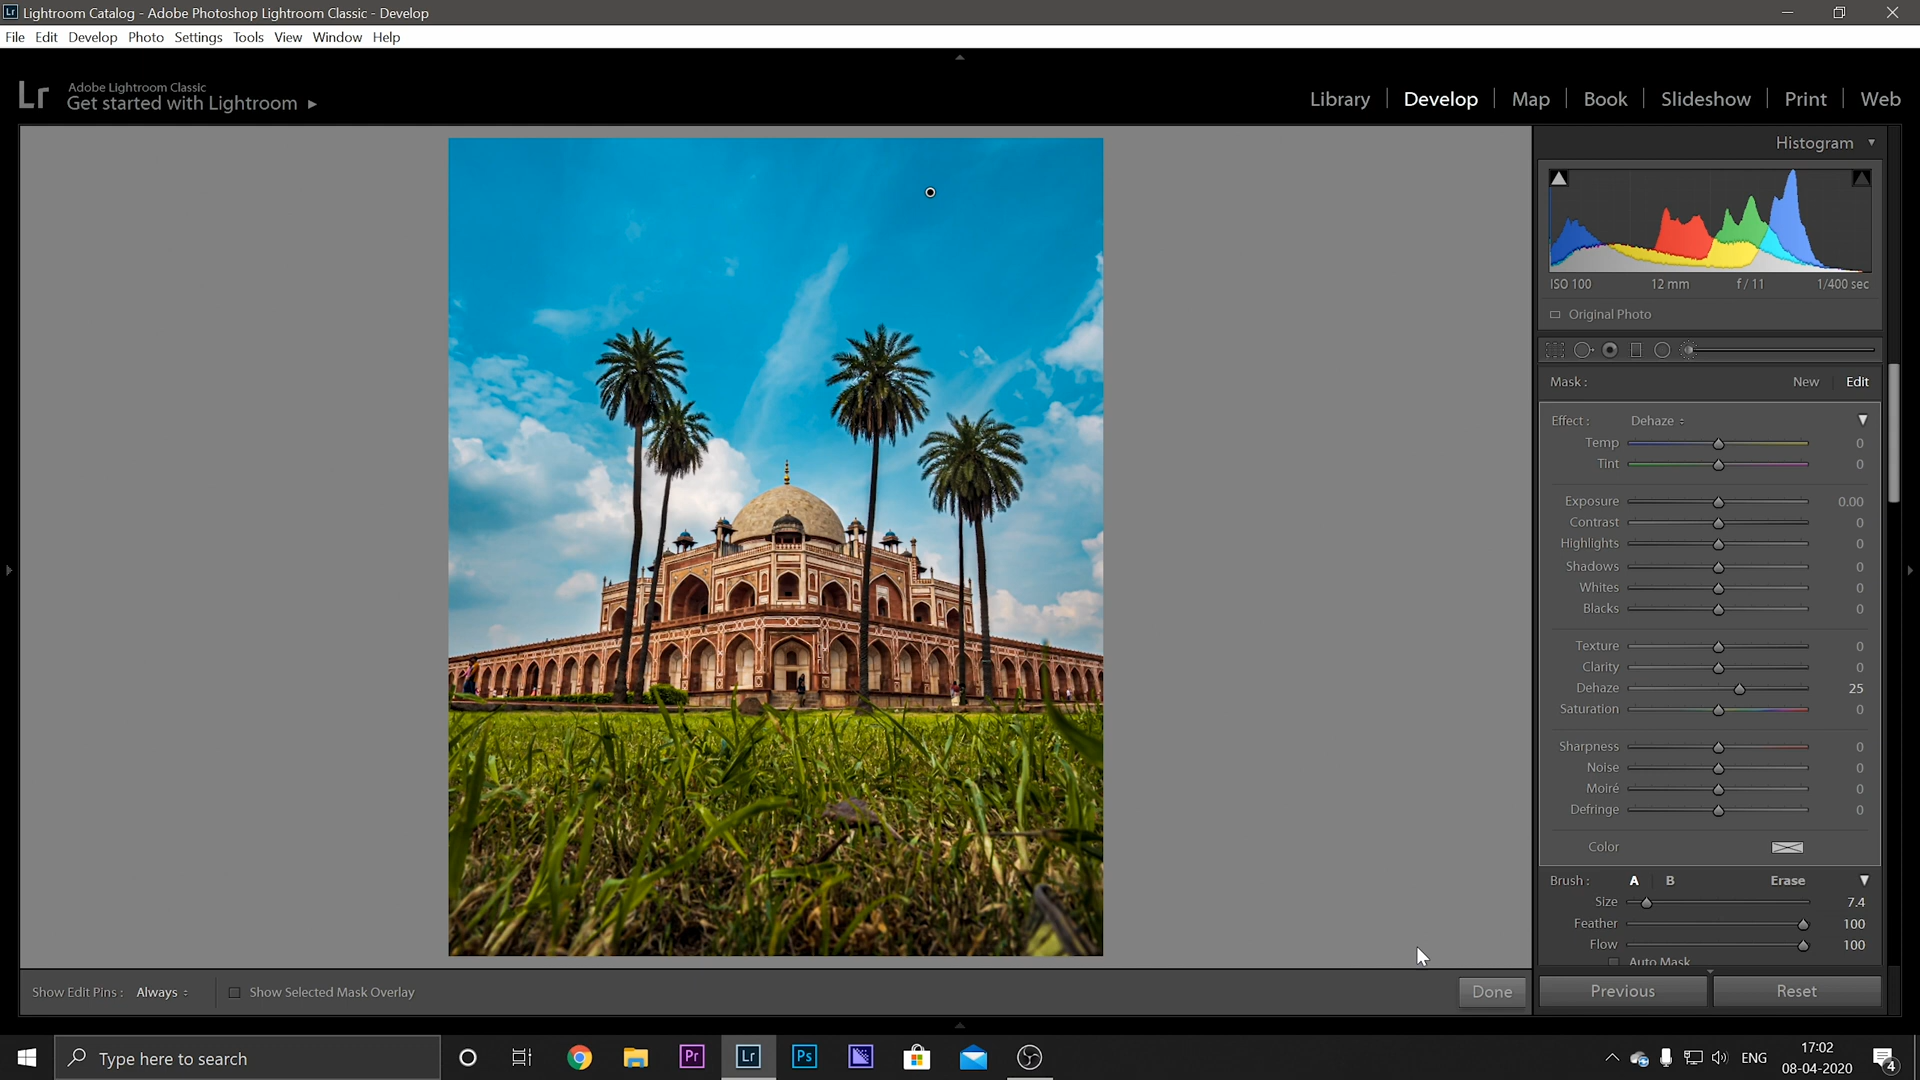 Lr Lightroom Catalog - Adobe Photoshop Lightroom Classic - Develop
File Edit Develop Photo Settings Tools View Window Help
Lr Adobe Lightroom Classic
Get started with Lightroom
Library Develop Map Book Slideshow Print Web
Histogram
ISO 100 12 mm f / 11 1/400 sec
Original Photo
Mask : New Edit
Effect : Dehaze
Temp 0
Tint 0
Exposure 0.00
Contrast 0
Highlights 0
Shadows 0
Whites 0
Blacks 0
Texture 0
Clarity 0
Dehaze 25
Saturation 0
Sharpness 0
Noise 0
Moiré 0
Defringe 0
Color
Brush : A B Erase
Size 7.4
Feather 100
Flow 100
Auto Mask
Show Edit Pins : Always Show Selected Mask Overlay Done Previous Reset
Type here to search Pr Lr Ps ENG 17:02
08-04-2020 4